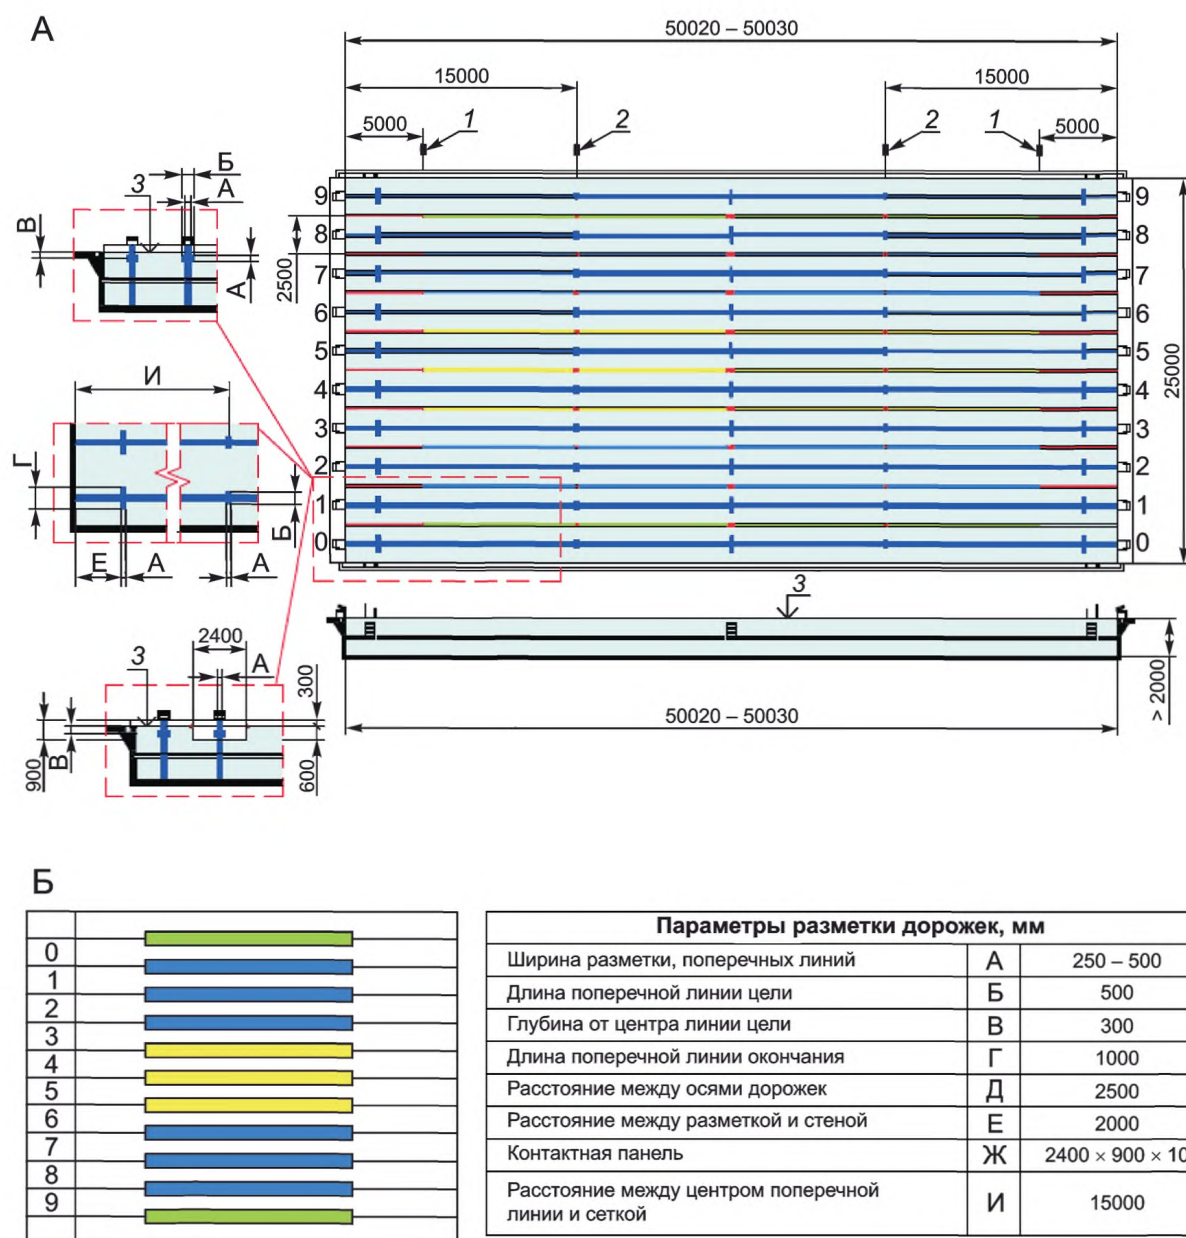 А
50020 – 50030
15000
15000
5000
1
2
2
1
5000
Б
3
А
В
А
2500
9
8
7
6
5
4
3
2
1
0
9
8
7
6
5
4
3
2
1
0
25000
И
Г
Б
Е
А
А
3
2400
3
А
300
900
В
600
> 2000
50020 – 50030
Б
0
1
2
3
4
5
6
7
8
9
Параметры разметки дорожек, мм
Ширина разметки, поперечных линий А 250 – 500
Длина поперечной линии цели Б 500
Глубина от центра линии цели В 300
Длина поперечной линии окончания Г 1000
Расстояние между осями дорожек Д 2500
Расстояние между разметкой и стеной Е 2000
Контактная панель Ж 2400 × 900 × 10
Расстояние между центром поперечной
линии и сеткой И 15000